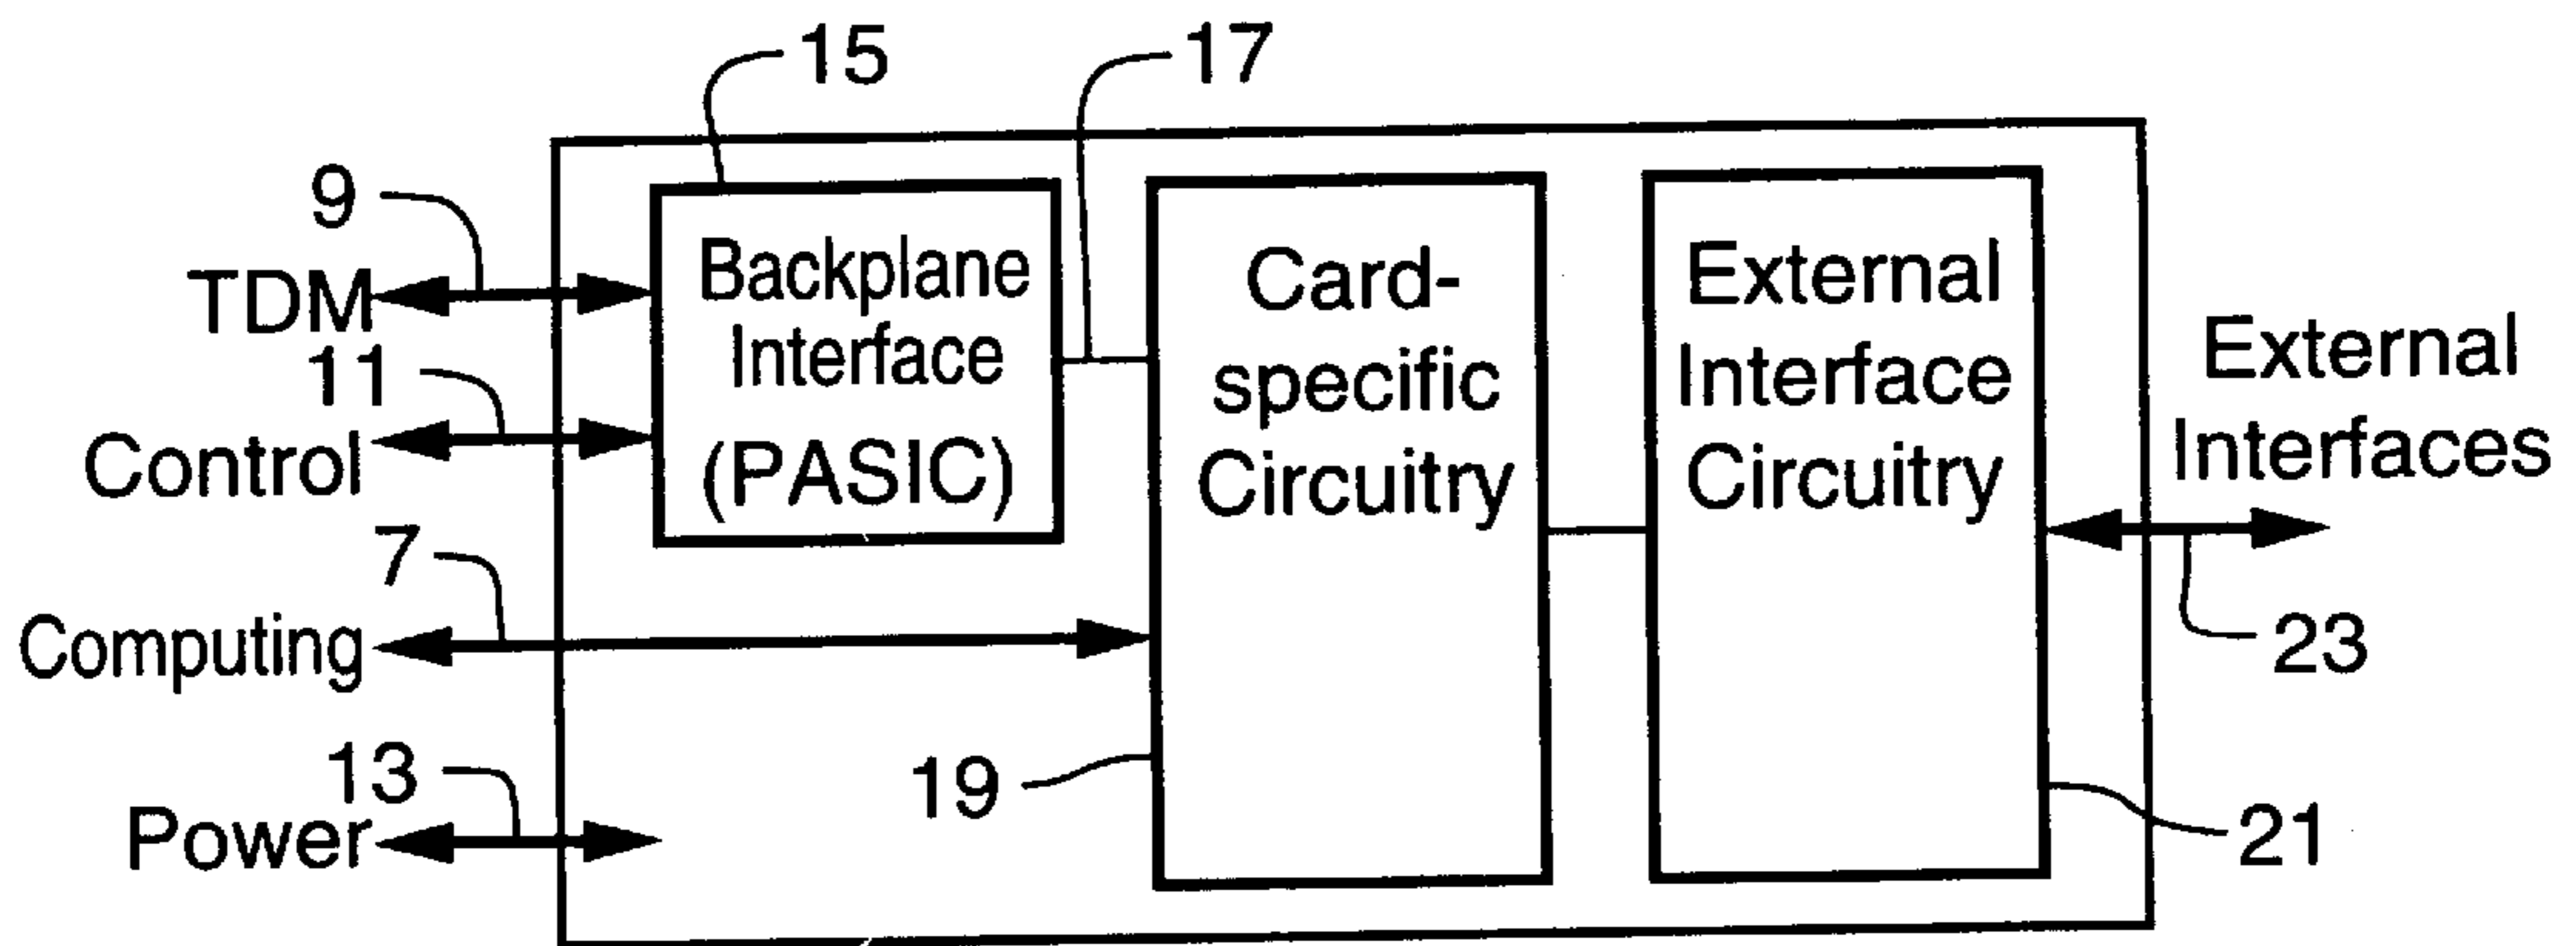 15
17
9
TDM
11
Control
7
Computing
13
Power
Backplane
Interface
(PASIC)
Card-
specific
Circuitry
19
External
Interface
Circuitry
External
Interfaces
23
21